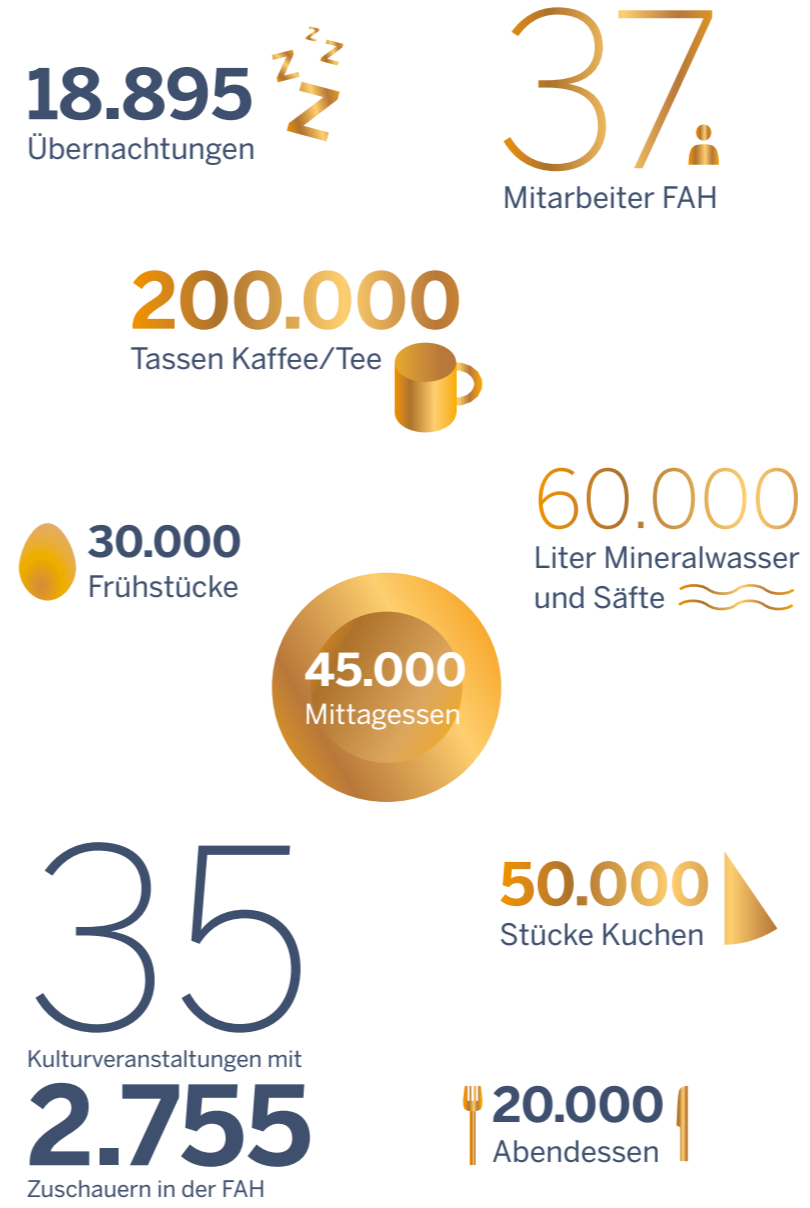 18.895
Übernachtungen
z z
z
Z
37
Mitarbeiter FAH
200.000
Tassen Kaffee/Tee
60.000
Liter Mineralwasser
und Säfte
30.000
Frühstücke
45.000
Mittagessen
35
Kulturveranstaltungen mit
2.755
Zuschauern in der FAH
50.000
Stücke Kuchen
20.000
Abendessen